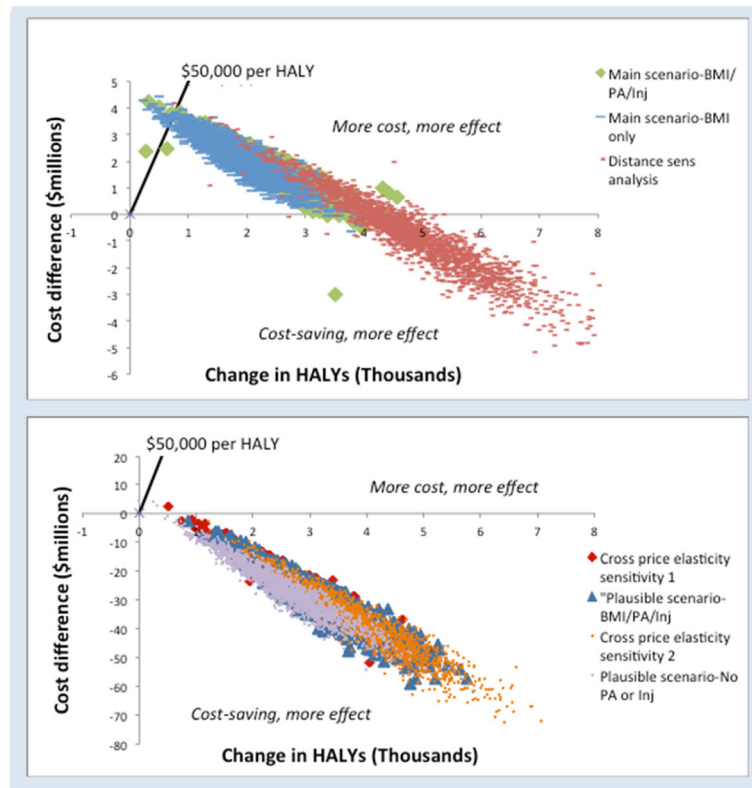 $50,000 per HALY
5
4
3
2
1
0
-1
-2
-3
-4
-5
-6
-1 0 1 2 3 4 5 6 7 8
Cost difference ($millions)
More cost, more effect
Cost-saving, more effect
Change in HALYs (Thousands)
Main scenario-BMI/
PA/Inj
Main scenario-BMI
only
Distance sens
analysis
$50,000 per HALY
20
10
0
-10
-20
-30
-40
-50
-60
-70
-80
-1 0 1 2 3 4 5 6 7 8
Cost difference ($millions)
More cost, more effect
Cost-saving, more effect
Change in HALYs (Thousands)
Cross price elasticity
sensitivity 1
"Plausible scenario-
BMI/PA/Inj
Cross price elasticity
sensitivity 2
Plausible scenario-No
PA or Inj